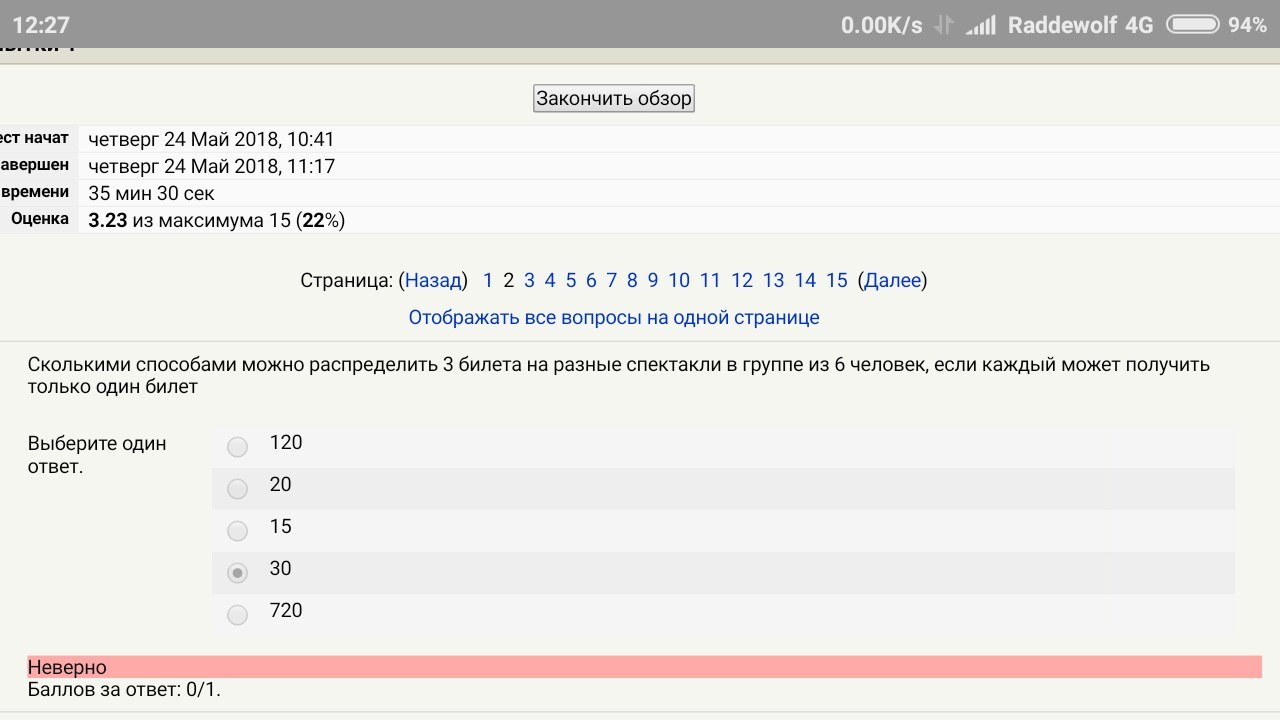 12:27 0.00K/s Raddewolf 4G 94%
Закончить обзор
ест начат четверг 24 Май 2018, 10:41
авершен четверг 24 Май 2018, 11:17
времени 35 мин 30 сек
Оценка 3.23 из максимума 15 (22%)
Страница: (Назад) 1 2 3 4 5 6 7 8 9 10 11 12 13 14 15 (Далее)
Отображать все вопросы на одной странице
Сколькими способами можно распределить 3 билета на разные спектакли в группе из 6 человек, если каждый может получить
только один билет
Выберите один
ответ.
120
20
15
30
720
Неверно
Баллов за ответ: 0/1.